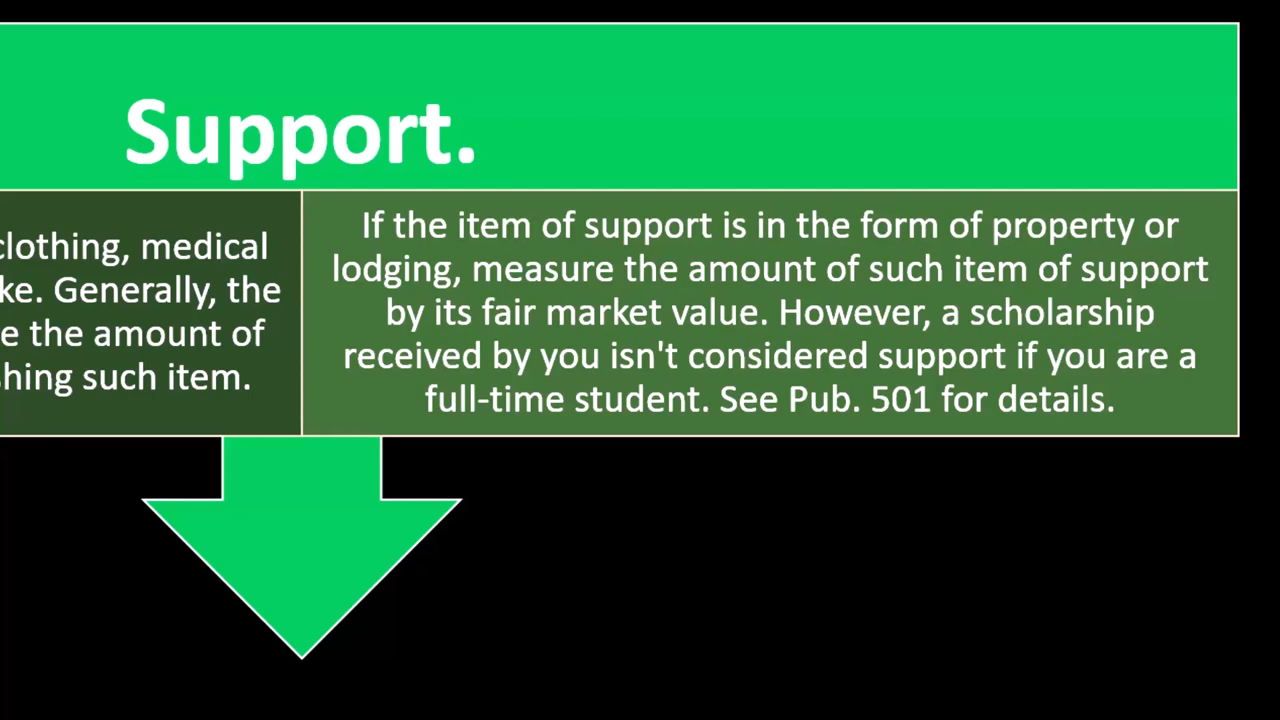 Support.
clothing, medical
ke. Generally, the
e the amount of
hing such item.
If the item of support is in the form of property or
lodging, measure the amount of such item of support
by its fair market value. However, a scholarship
received by you isn't considered support if you are a
full-time student. See Pub. 501 for details.